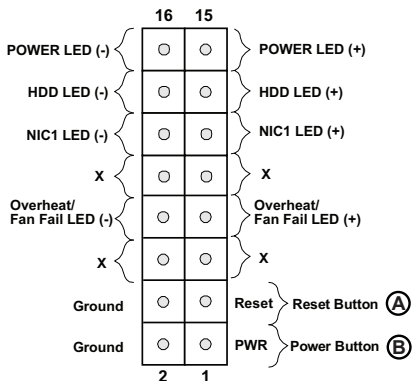 16 15
POWER LED (-) POWER LED (+)
HDD LED (-) HDD LED (+)
NIC1 LED (-) NIC1 LED (+)
X X
Overheat/ Overheat/
Fan Fail LED (-) Fan Fail LED (+)
X X
Ground Reset Reset Button A
Ground PWR Power Button B
2 1